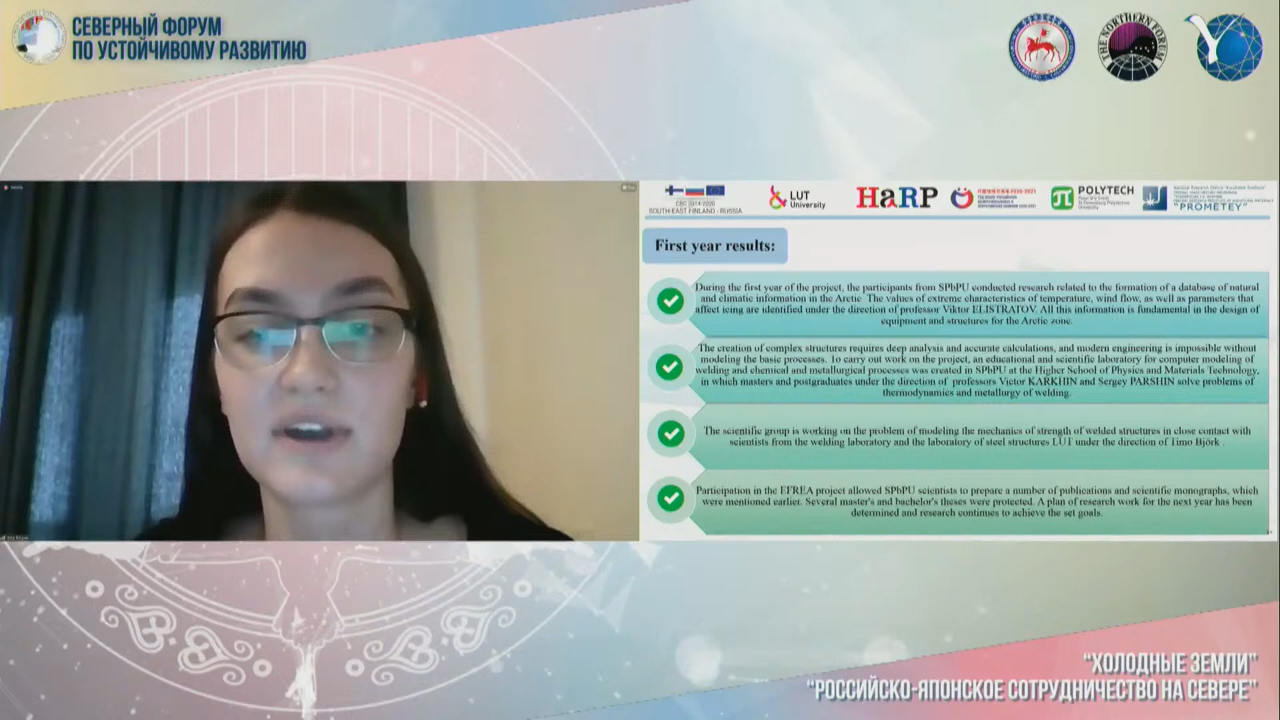 СЕВЕРНЫЙ ФОРУМ
ПО УСТОЙЧИВОМУ РАЗВИТИЮ
THE NORTHERN FORUM
CBC 2014-2020
SOUTH-EAST FINLAND - RUSSIA
LUT
University
HARP
POLYTECH
Peter the Great
St. Petersburg Polytechnic
University
"PROMETEY"
First year results:
During the first year of the project, the participants from SPbPU conducted research related to the formation of a database of natural
and climatic information in the Arctic The values of extreme characteristics of temperature, wind flow, as well as parameters that
affect icing are identified under the direction of professor Viktor ELISTRATOV. All this information is fundamental in the design of
equipment and structures for the Arctic zone.
The creation of complex structures requires deep analysis and accurate calculations, and modern engineering is impossible without
modeling the basic processes. To carry out work on the project, an educational and scientific laboratory for computer modeling of
welding and chemical and metallurgical processes was created in SPbPU at the Higher School of Physics and Materials Technology,
in which masters and postgraduates under the direction of professors Victor KARKHIN and Sergey PARSHIN solve problems of
thermodynamics and metallurgy of welding.
The scientific group is working on the problem of modeling the mechanics of strength of welded structures in close contact with
scientists from the welding laboratory and the laboratory of steel structures LUT under the direction of Timo Björk .
Participation in the EFREA project allowed SPbPU scientists to prepare a number of publications and scientific monographs, which
were mentioned earlier. Several master's and bachelor's theses were protected. A plan of research work for the next year has been
determined and research continues to achieve the set goals.
"ХОЛОДНЫЕ ЗЕМЛИ"
"РОССИЙСКО-ЯПОНСКОЕ СОТРУДНИЧЕСТВО НА СЕВЕРЕ"